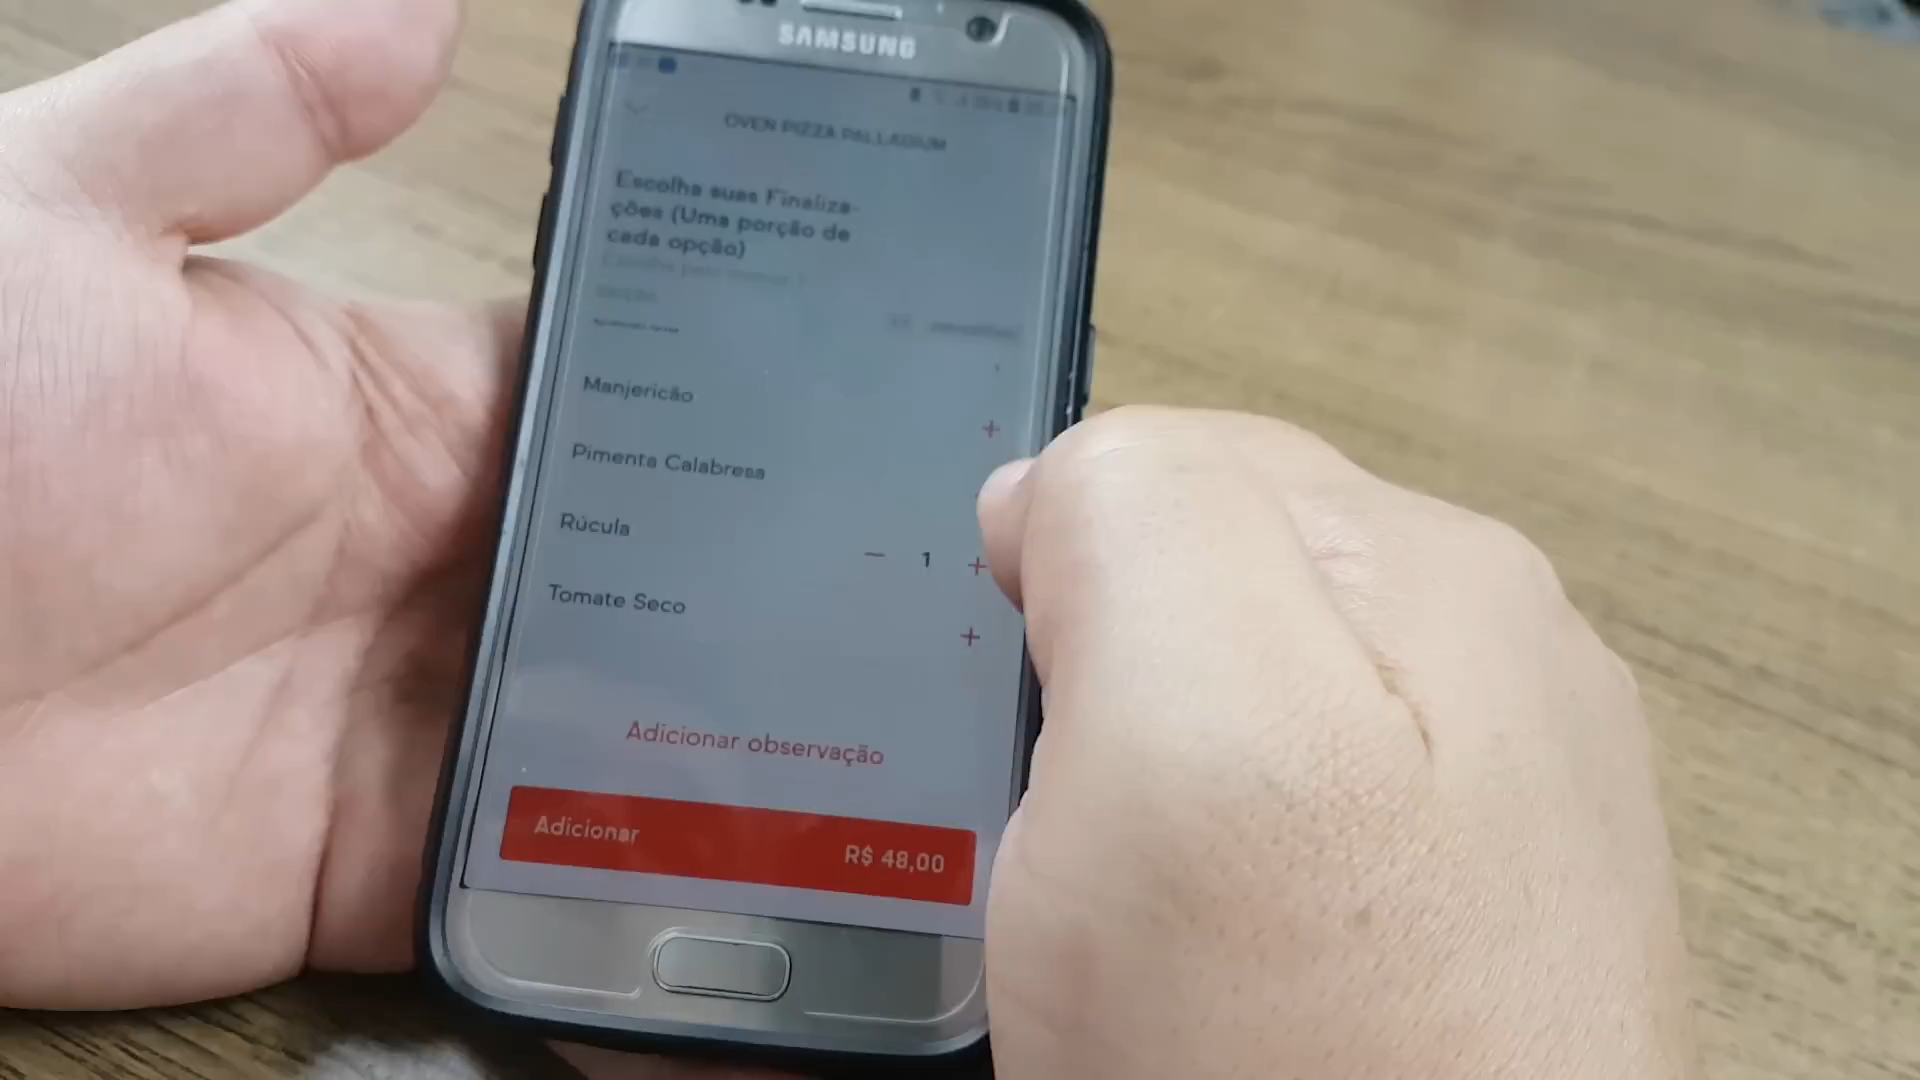 SAMSUNG
OVEN PIZZA PALLADIUM
Escolha suas Finaliza-
ções (Uma porção de
cada opção)
Manjericão
+
Pimenta Calabresa
Rúcula
— 1 +
Tomate Seco
+
Adicionar observação
Adicionar R$ 48,00